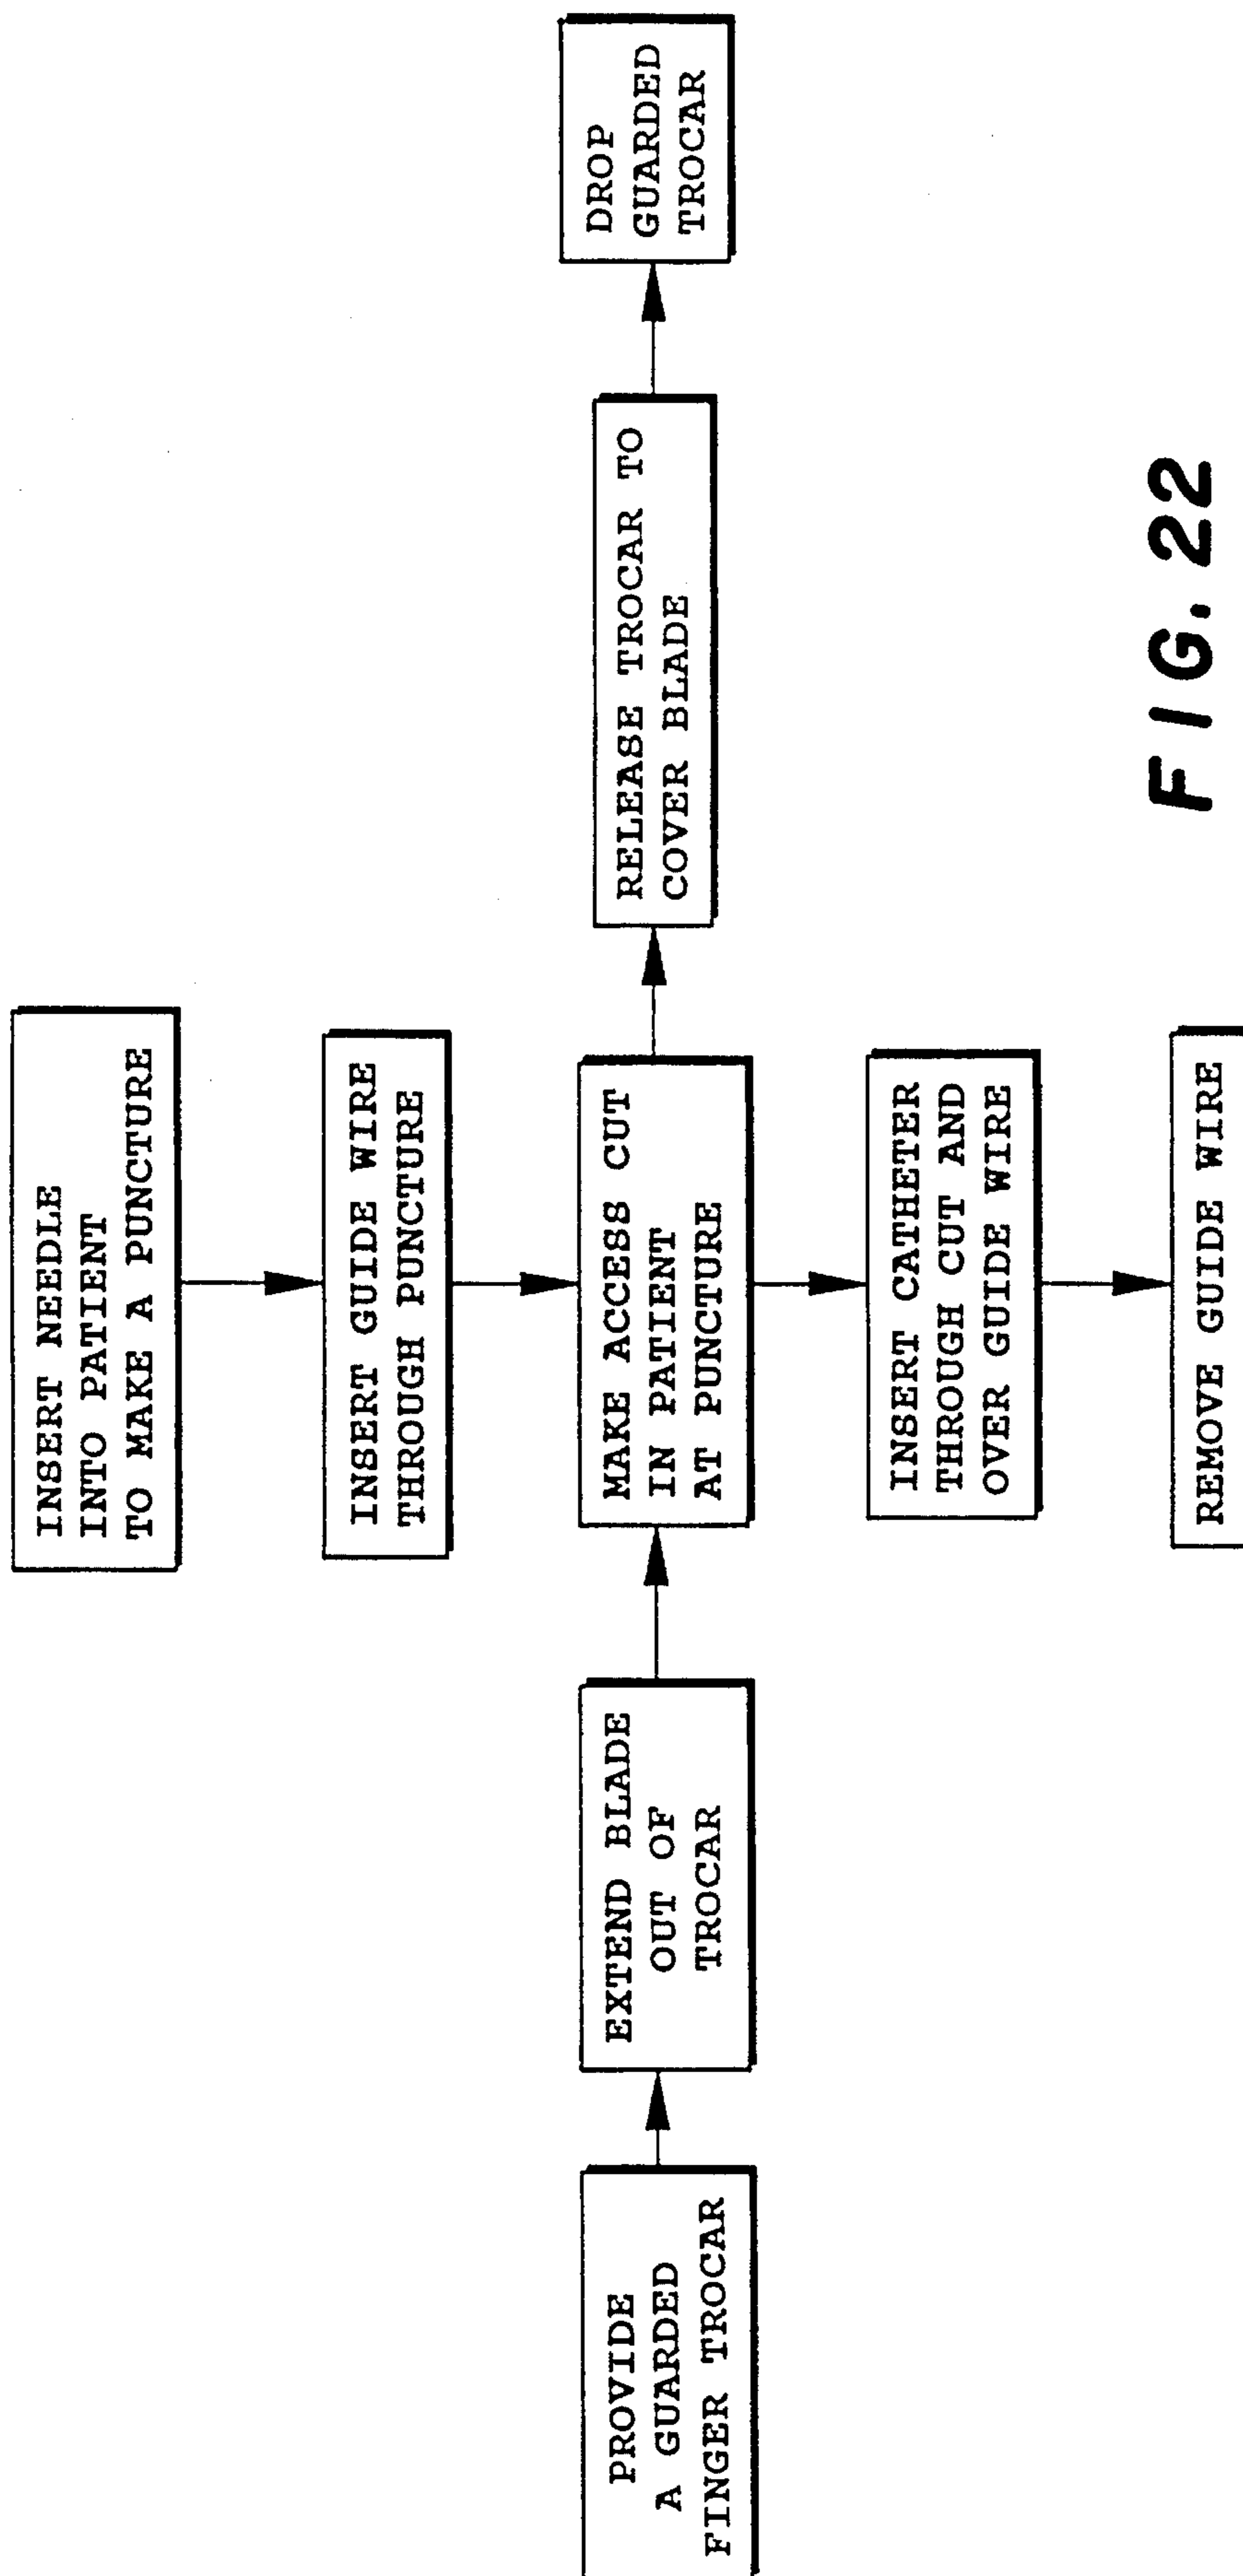 INSERT NEEDLE
INTO PATIENT
TO MAKE A PUNCTURE
INSERT GUIDE WIRE
THROUGH PUNCTURE
PROVIDE
A GUARDED
FINGER TROCAR
EXTEND BLADE
OUT OF
TROCAR
MAKE ACCESS CUT
IN PATIENT
AT PUNCTURE
RELEASE TROCAR TO
COVER BLADE
DROP
GUARDED
TROCAR
INSERT CATHETER
THROUGH CUT AND
OVER GUIDE WIRE
REMOVE GUIDE WIRE
FIG. 22